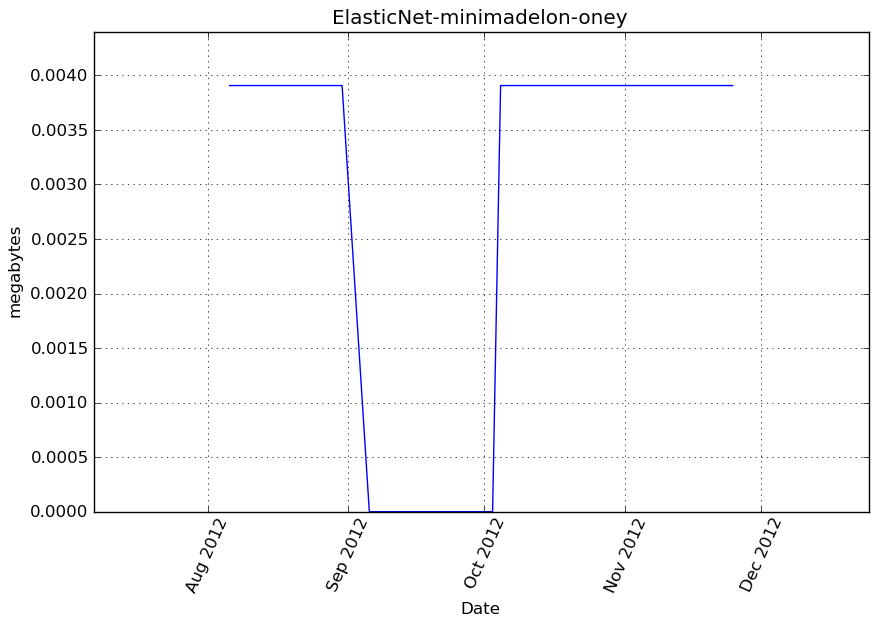 ElasticNet-minimadelon-oney
0.0040
0.0035
0.0030
0.0025
0.0020
0.0015
0.0010
0.0005
0.0000
megabytes
Aug 2012
Sep 2012
Oct 2012
Nov 2012
Dec 2012
Date